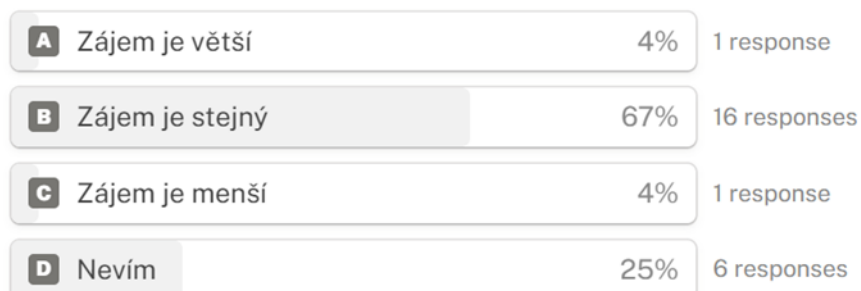 A Zájem je větší 4% 1 response
B Zájem je stejný 67% 16 responses
C Zájem je menší 4% 1 response
D Nevím 25% 6 responses